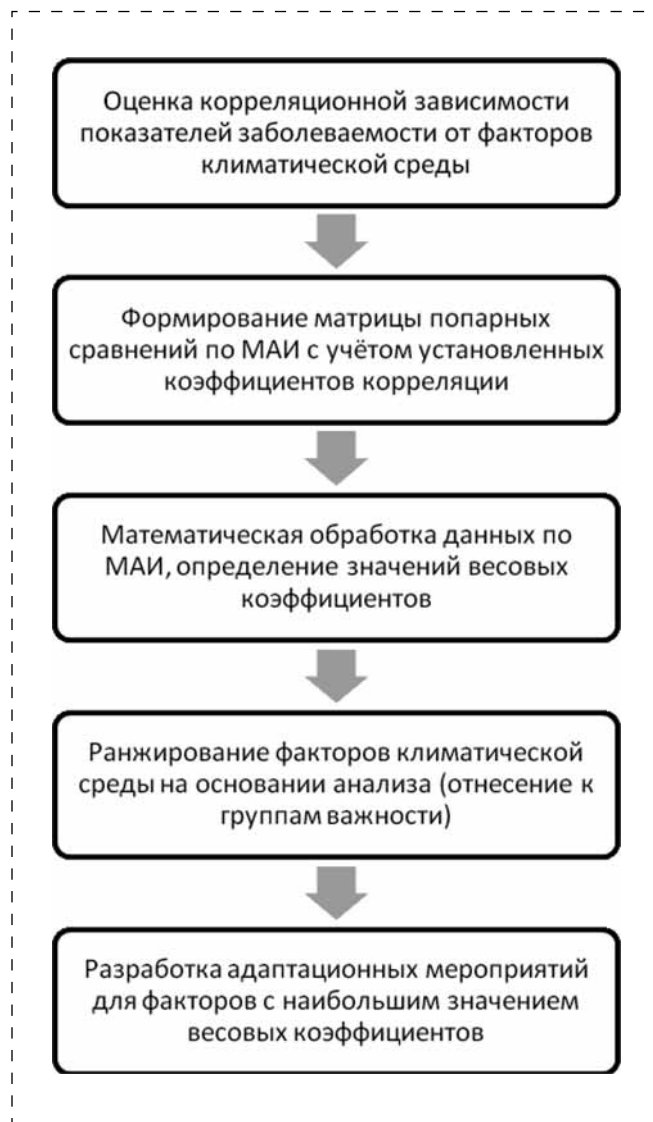 Оценка корреляционной зависимости
показателей заболеваемости от факторов
климатической среды
Формирование матрицы попарных
сравнений по МАИ с учётом установленных
коэффициентов корреляции
Математическая обработка данных по
МАИ, определение значений весовых
коэффициентов
Ранжирование факторов климатической
среды на основании анализа (отнесение к
группам важности)
Разработка адаптационных мероприятий
для факторов с наибольшим значением
весовых коэффициентов